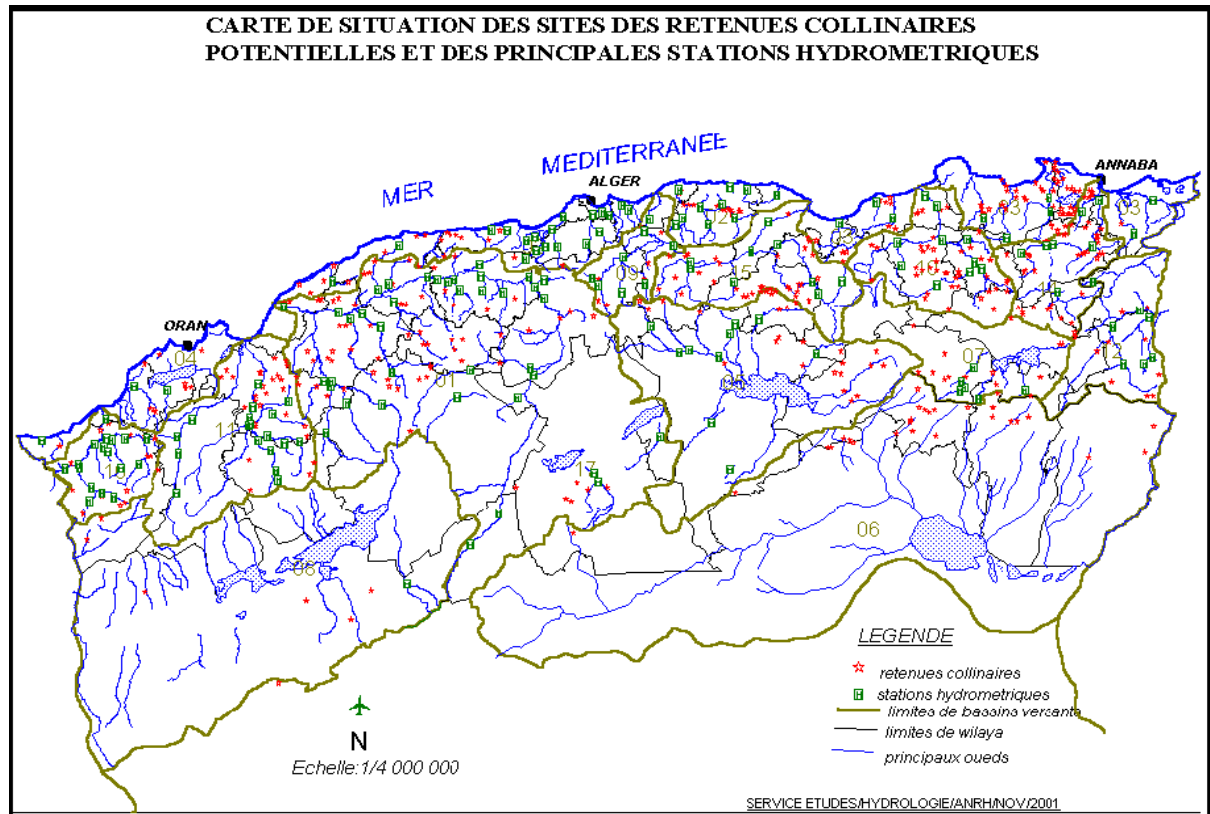 CARTE DE SITUATION DES SITES DES RETENUES COLLINAIRES
POTENTIELLES ET DES PRINCIPALES STATIONS HYDROMETRIQUES
MER MEDITERRANEE
ALGER
ANNABA
ORAN
02
03
03
09
15
10
04
01
07
12
11
17
06
08
LEGENDE
retenues collinaires
stations hydrometriques
limites de bassins versants
limites de wilaya
principaux oueds
N
Echelle:1/4 000 000
SERVICE ETUDES/HYDROLOGIE/ANRH/NOV/2001